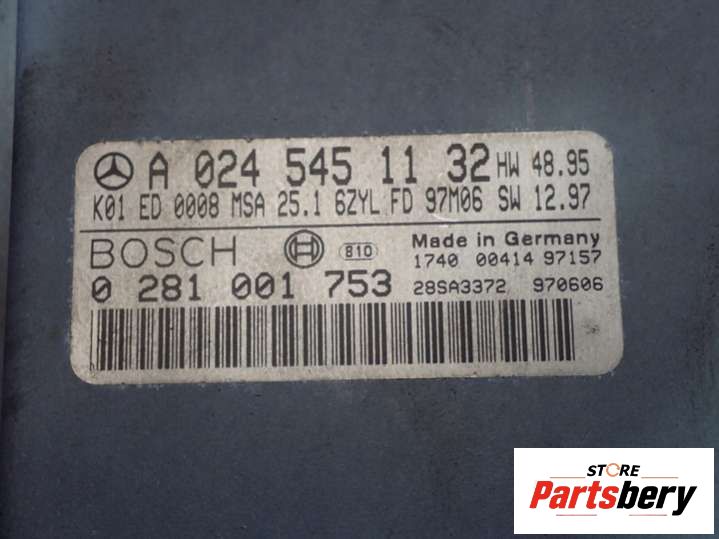 A 024 545 11 32 HW 48.95
K01 ED 0008 MSA 25.1 6ZYL FD 97M06 SW 12.97
BOSCH 810 Made in Germany
1740 00414 97157
0 281 001 753 28SA3372 970606
STORE
Partsbery